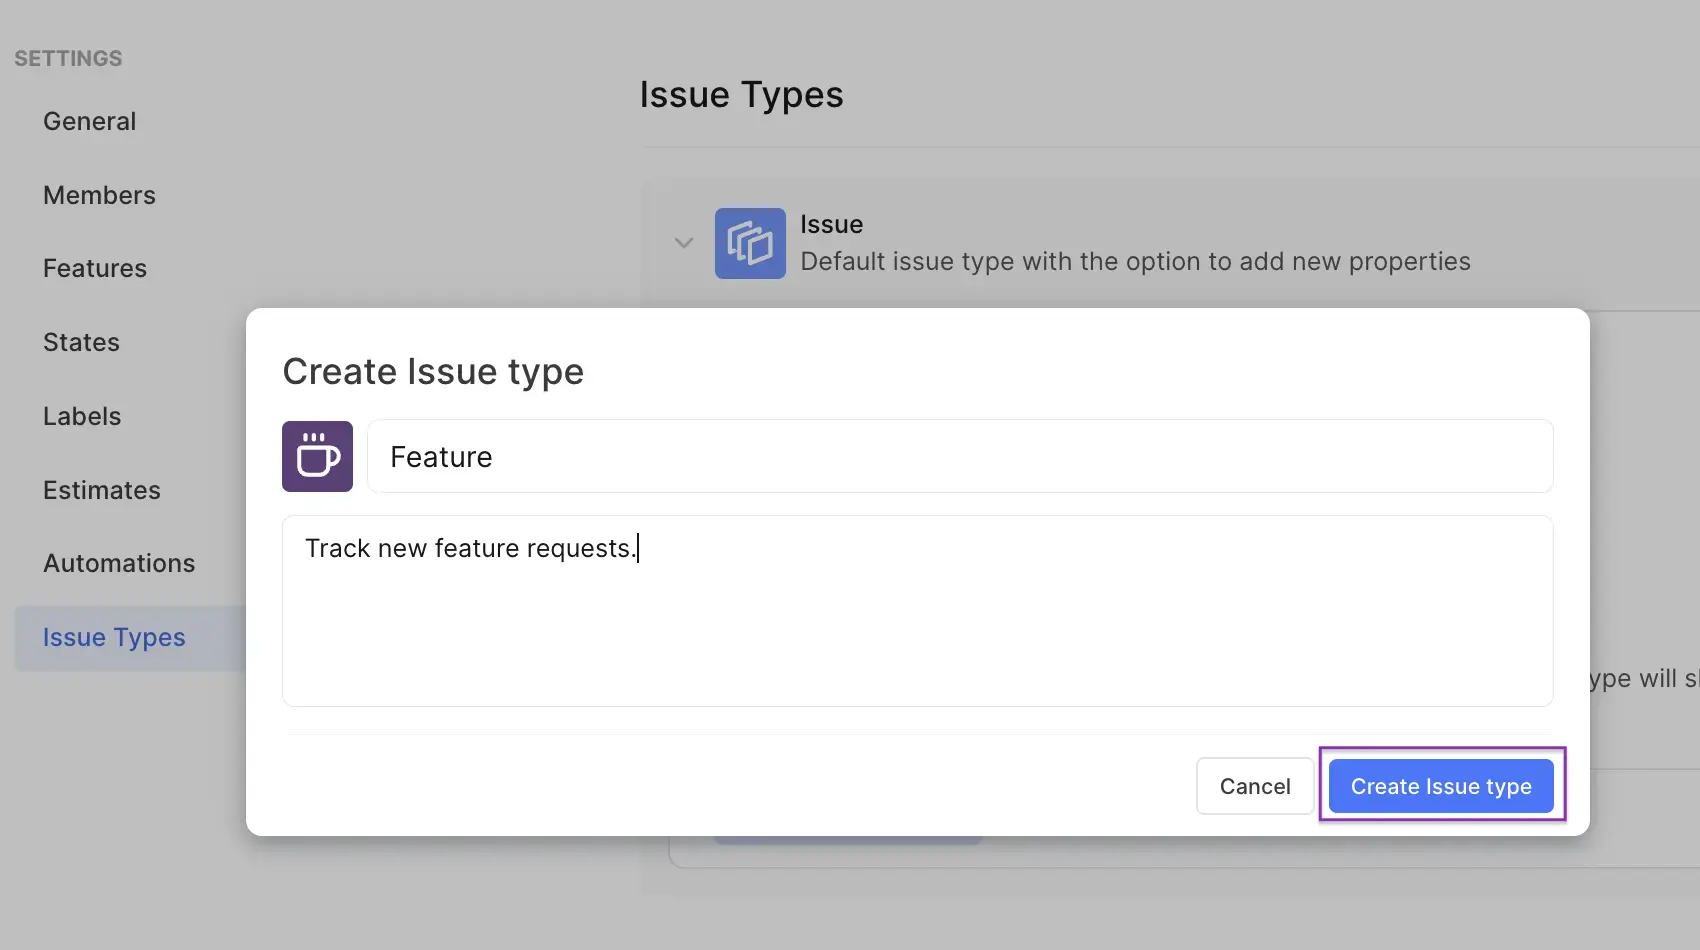 SETTINGS
General
Members
Features
States
Labels
Estimates
Automations
Issue Types
Issue Types
Issue
Default issue type with the option to add new properties
Create Issue type
Feature
Track new feature requests.
will
Cancel
Create Issue type